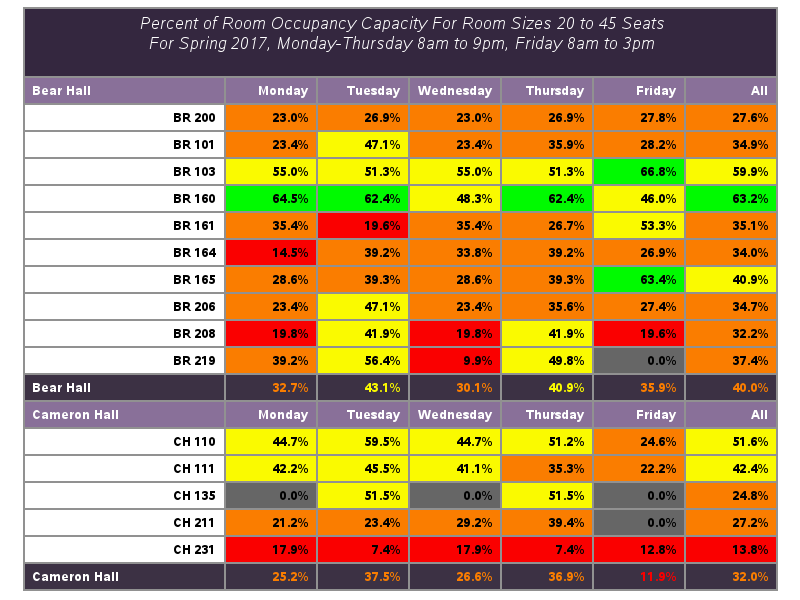 Percent of Room Occupancy Capacity For Room Sizes 20 to 45 Seats
For Spring 2017, Monday-Thursday 8am to 9pm, Friday 8am to 3pm
Bear Hall Monday Tuesday Wednesday Thursday Friday All
BR 200 23.0% 26.9% 23.0% 26.9% 27.8% 27.6%
BR 101 23.4% 47.1% 23.4% 35.9% 28.2% 34.9%
BR 103 55.0% 51.3% 55.0% 51.3% 66.8% 59.9%
BR 160 64.5% 62.4% 48.3% 62.4% 46.0% 63.2%
BR 161 35.4% 19.6% 35.4% 26.7% 53.3% 35.1%
BR 164 14.5% 39.2% 33.8% 39.2% 26.9% 34.0%
BR 165 28.6% 39.3% 28.6% 39.3% 63.4% 40.9%
BR 206 23.4% 47.1% 23.4% 35.6% 27.4% 34.7%
BR 208 19.8% 41.9% 19.8% 41.9% 19.6% 32.2%
BR 219 39.2% 56.4% 9.9% 49.8% 0.0% 37.4%
Bear Hall 32.7% 43.1% 30.1% 40.9% 35.9% 40.0%
Cameron Hall Monday Tuesday Wednesday Thursday Friday All
CH 110 44.7% 59.5% 44.7% 51.2% 24.6% 51.6%
CH 111 42.2% 45.5% 41.1% 35.3% 22.2% 42.4%
CH 135 0.0% 51.5% 0.0% 51.5% 0.0% 24.8%
CH 211 21.2% 23.4% 29.2% 39.4% 0.0% 27.2%
CH 231 17.9% 7.4% 17.9% 7.4% 12.8% 13.8%
Cameron Hall 25.2% 37.5% 26.6% 36.9% 11.9% 32.0%